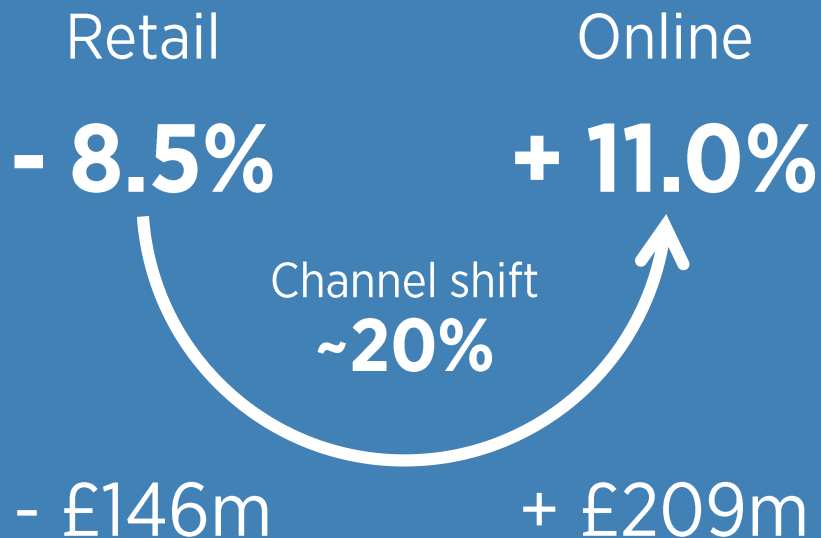 Retail Online
- 8.5% + 11.0%
Channel shift
~20%
- £146m + £209m